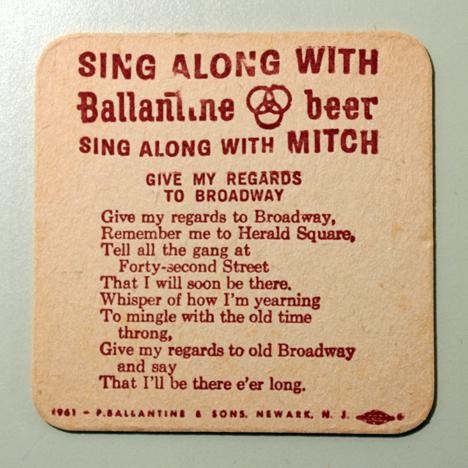 SING ALONG WITH
Ballantine beer
SING ALONG WITH MITCH
GIVE MY REGARDS
TO BROADWAY
Give my regards to Broadway,
Remember me to Herald Square,
Tell all the gang at
Forty-second Street
That I will soon be there.
Whisper of how I'm yearning
To mingle with the old time
throng,
Give my regards to old Broadway
and say
That I'll be there e'er long.
1961 - P. BALLANTINE & SONS, NEWARK, N. J.